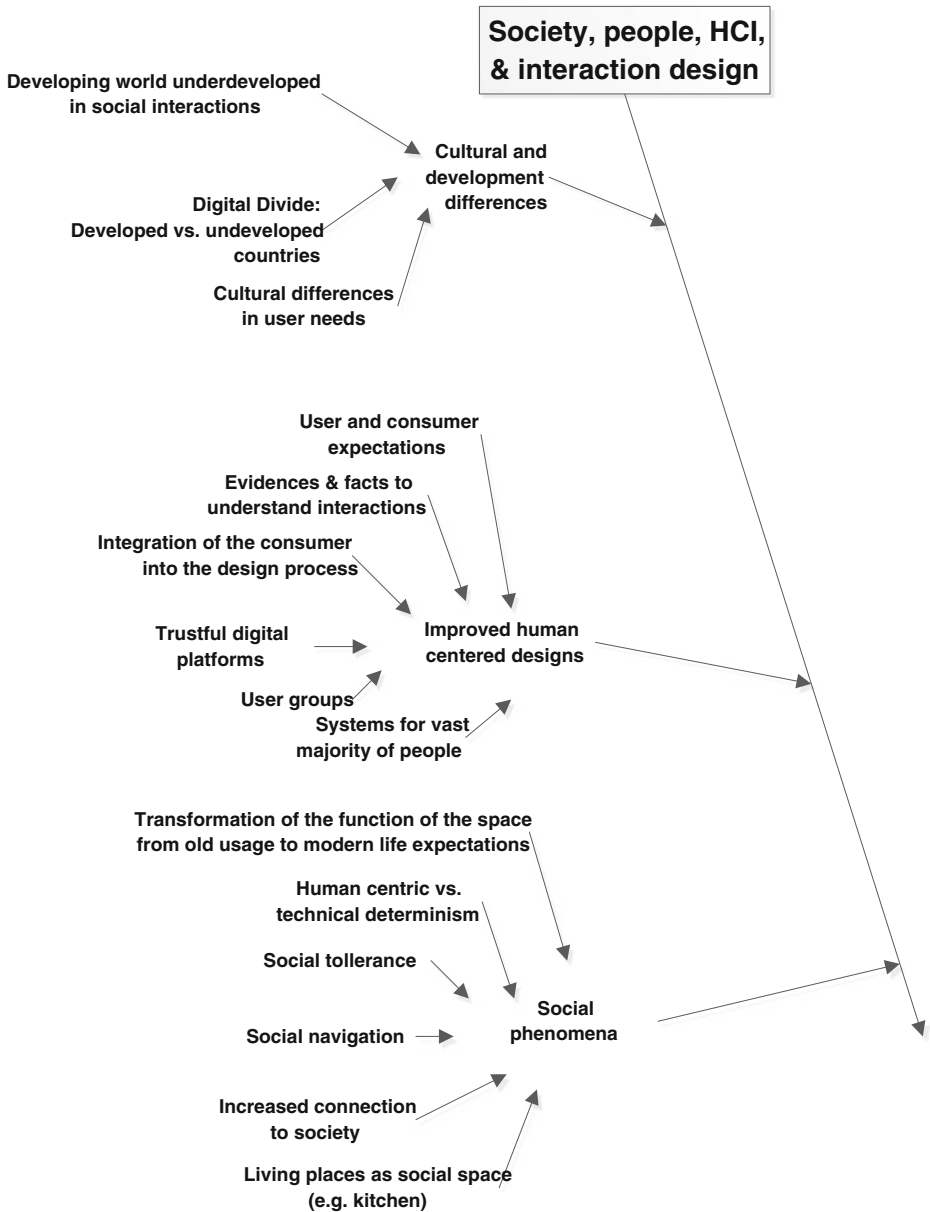 Society, people, HCI,
& interaction design
Developing world underdeveloped
in social interactions
Cultural and
development
differences
Digital Divide:
Developed vs. undeveloped
countries
Cultural differences
in user needs
User and consumer
expectations
Evidences & facts to
understand interactions
Integration of the consumer
into the design process
Improved human
centered designs
Trustful digital
platforms
User groups
Systems for vast
majority of people
Transformation of the function of the space
from old usage to modern life expectations
Human centric vs.
technical determinism
Social tollerance
Social
phenomena
Social navigation
Increased connection
to society
Living places as social space
(e.g. kitchen)